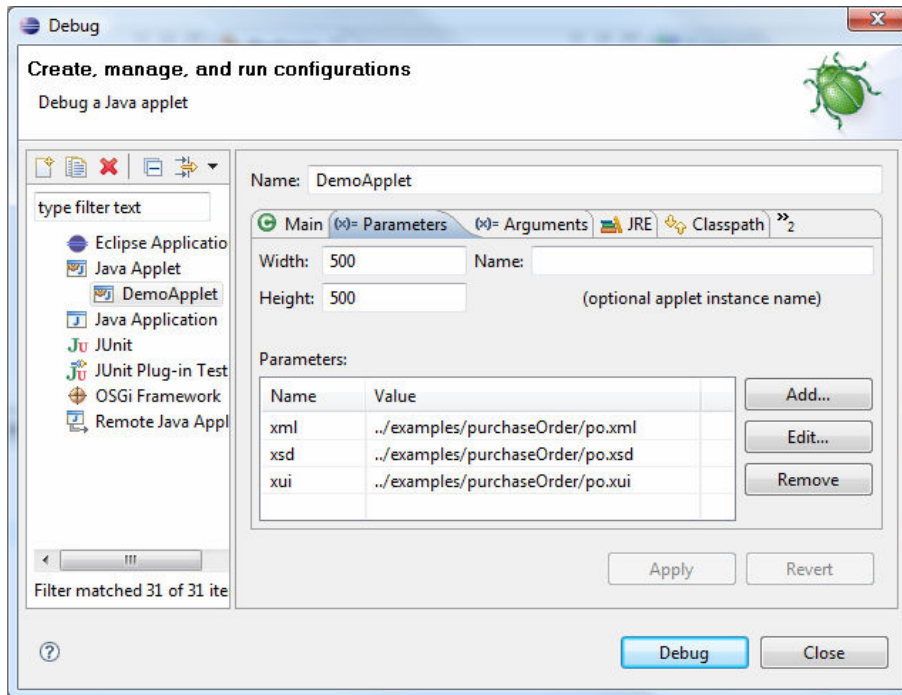 Debug
Create, manage, and run configurations
Debug a Java applet
type filter text
Eclipse Applicatio
Java Applet
DemoApplet
Java Application
JUnit
JUnit Plug-in Test
OSGi Framework
Remote Java Appl
Filter matched 31 of 31 ite
Name: DemoApplet
Main (x)= Parameters (x)= Arguments JRE Classpath »2
Width: 500 Name:
Height: 500 (optional applet instance name)
Parameters:
Name Value
xml ../examples/purchaseOrder/po.xml
xsd ../examples/purchaseOrder/po.xsd
xui ../examples/purchaseOrder/po.xui
Add...
Edit...
Remove
Apply Revert
Debug Close